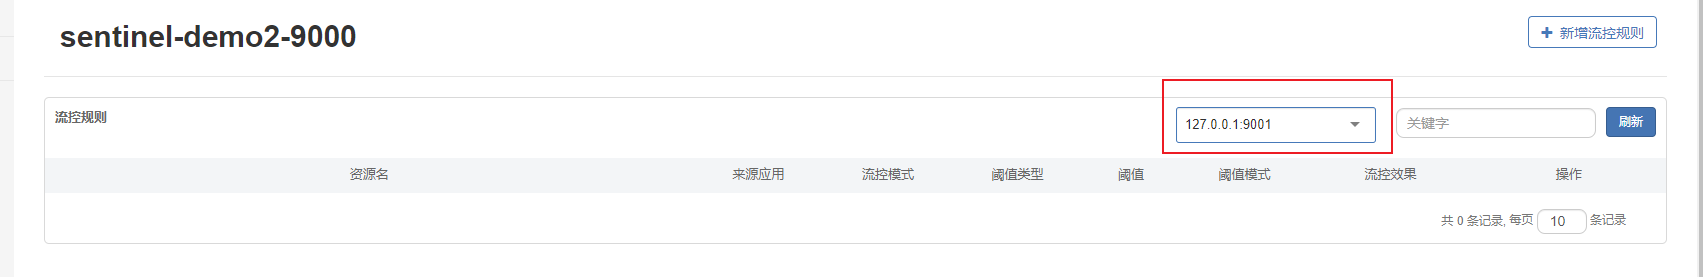 sentinel-demo2-9000
新增流控规则
流控规则
127.0.0.1:9001
关键字
刷新
资源名 来源应用 流控模式 阈值类型 阈值 阈值模式 流控效果 操作
共 0 条记录, 每页 10 条记录